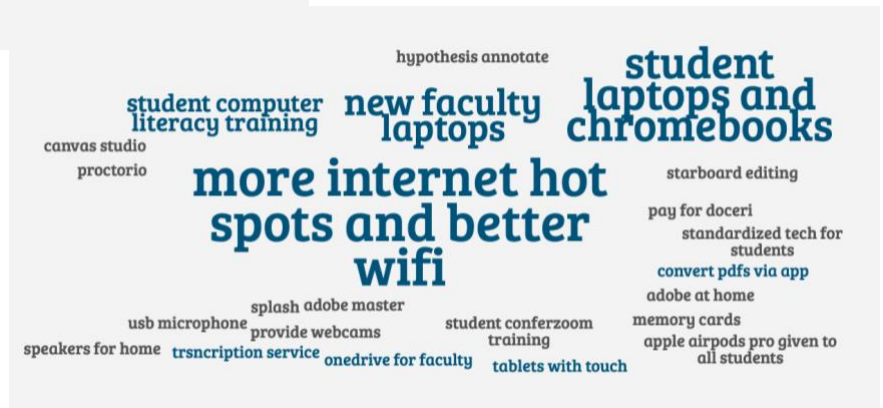 hypothesis annotate
student
laptops and
chromebooks
student computer
literacy training
new faculty
laptops
canvas studio
proctorio
more internet hot
spots and better
wifi
starboard editing
pay for doceri
standardized tech for
students
convert pdfs via app
adobe at home
splash adobe master
usb microphone
provide webcams
student conferzoom
training
memory cards
apple airpods pro given to
all students
speakers for home
trsncription service
onedrive for faculty
tablets with touch